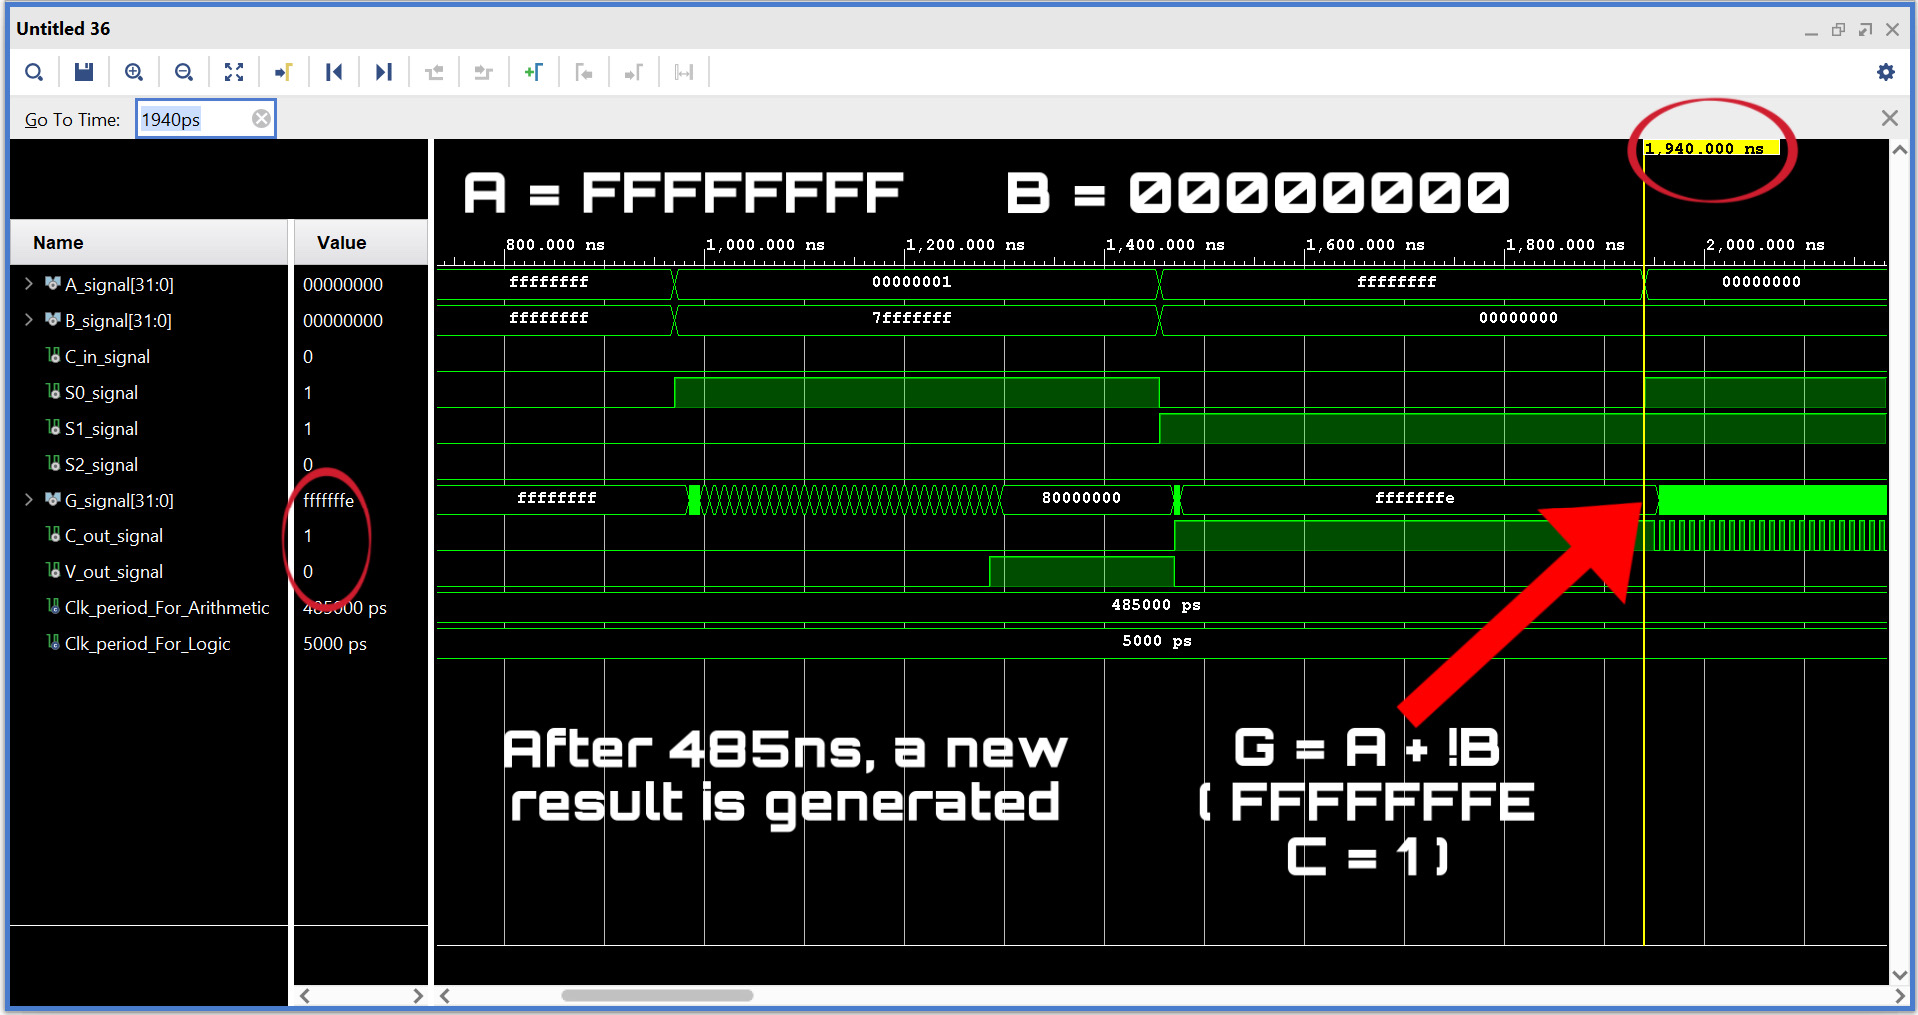 Untitled 36
Go To Time: 1940ps
1,940.000 ns
A = FFFFFFFF B = 00000000
Name Value
800.000 ns 1,000.000 ns 1,200.000 ns 1,400.000 ns 1,600.000 ns 1,800.000 ns 2,000.000 ns
A_signal[31:0] 00000000 ffffffff 00000001 ffffffff 00000000
B_signal[31:0] 00000000 ffffffff 7fffffff 00000000
C_in_signal 0
S0_signal 1
S1_signal 1
S2_signal 0
G_signal[31:0] fffffffe ffffffff 80000000 fffffffe
C_out_signal 1
V_out_signal 0
Clk_period_For_Arithmetic 485000 ps 485000 ps
Clk_period_For_Logic 5000 ps 5000 ps
After 485ns, a new
result is generated
G = A + !B
( FFFFFFFE
C = 1 )